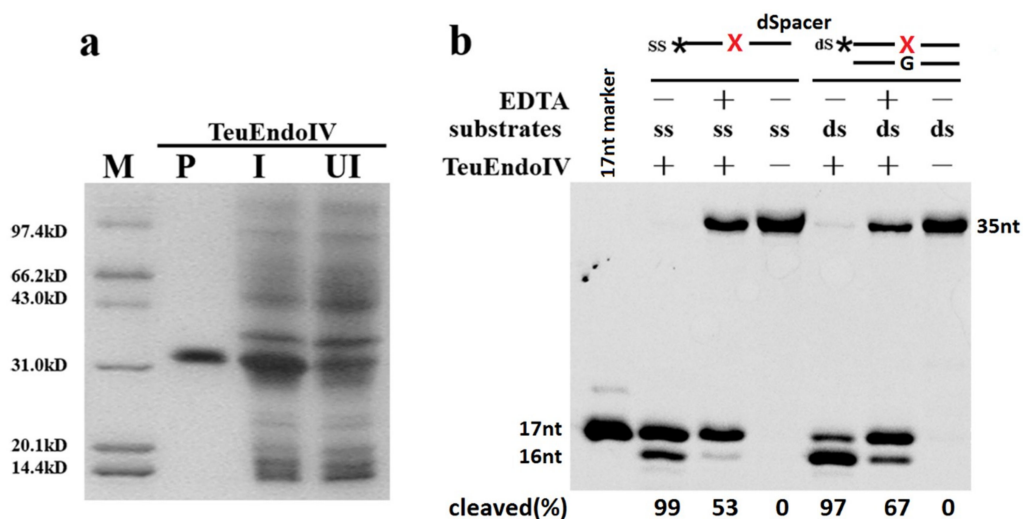 a
TeuEndoIV
M P I UI
97.4kD
66.2kD
43.0kD
31.0kD
20.1kD
14.4kD
b
dSpacer
ss * X
ds * X
G
17nt marker
EDTA − + − − + −
substrates ss ss ss ds ds ds
TeuEndoIV + + − + + −
35nt
17nt
16nt
cleaved(%) 99 53 0 97 67 0